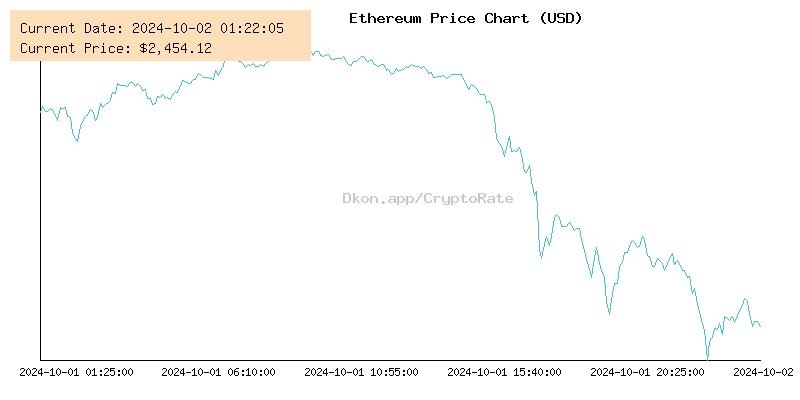 Ethereum Price Chart (USD)
Current Date: 2024-10-02 01:22:05
Current Price: $2,454.12
Dkon.app/CryptoRate
2024-10-01 01:25:00 2024-10-01 06:10:00 2024-10-01 10:55:00 2024-10-01 15:40:00 2024-10-01 20:25:00 2024-10-02